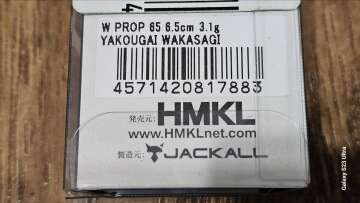 4
W PROP 65 6.5cm 3.1g
YAKOUGAI WAKASAGI
4571420817883
発売元: HMKL
www.HMKLnet.com
製造元: JACKALL
Galaxy S23 Ultra